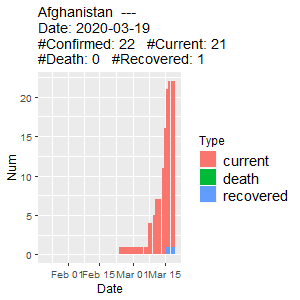 Afghanistan  ---
Date: 2020-03-19
#Confirmed: 22   #Current: 21
#Death: 0   #Recovered: 1
Num
20
15
10
5
0
Feb 01
Feb 15
Mar 01
Mar 15
Date
Type
current
death
recovered